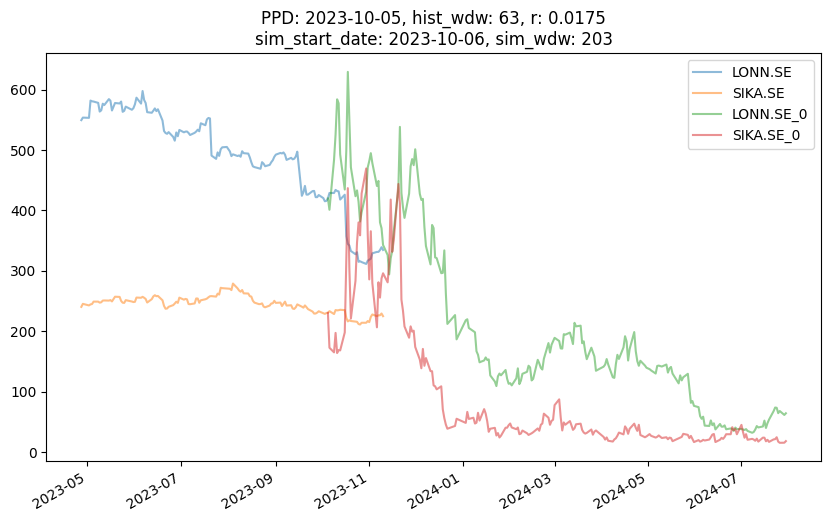 PPD: 2023-10-05, hist_wdw: 63, r: 0.0175
sim_start_date: 2023-10-06, sim_wdw: 203
LONN.SE
SIKA.SE
LONN.SE_0
SIKA.SE_0
600
500
400
300
200
100
0
2023-05
2023-07
2023-09
2023-11
2024-01
2024-03
2024-05
2024-07